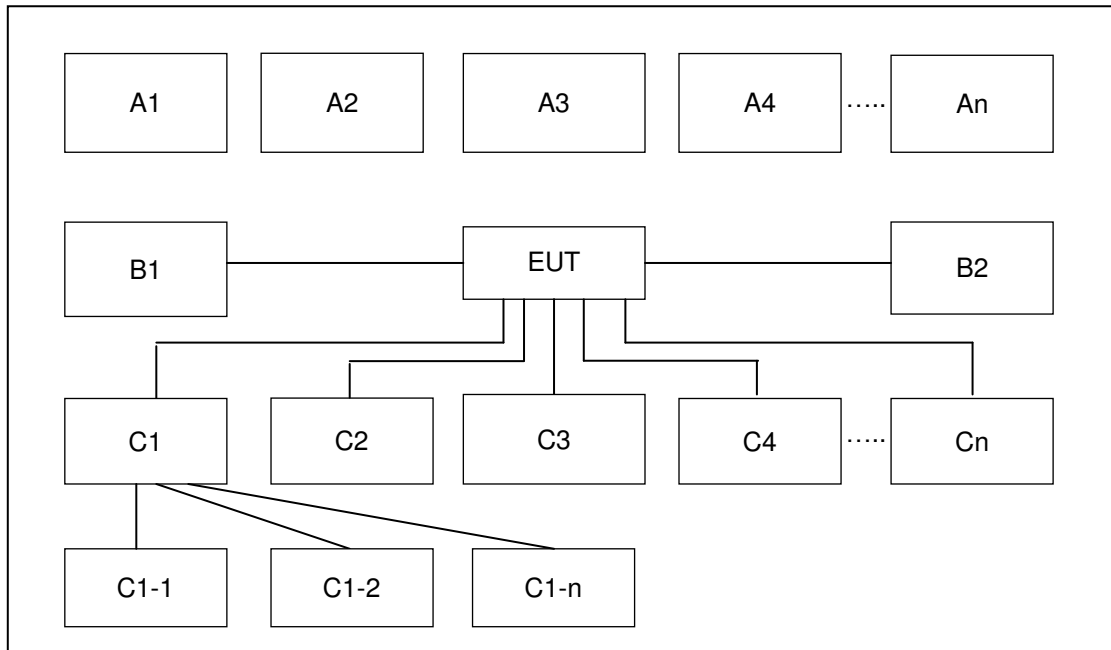 A1 A2 A3 A4 ..... An
B1 EUT B2
C1 C2 C3 C4 ..... Cn
C1-1 C1-2 C1-n